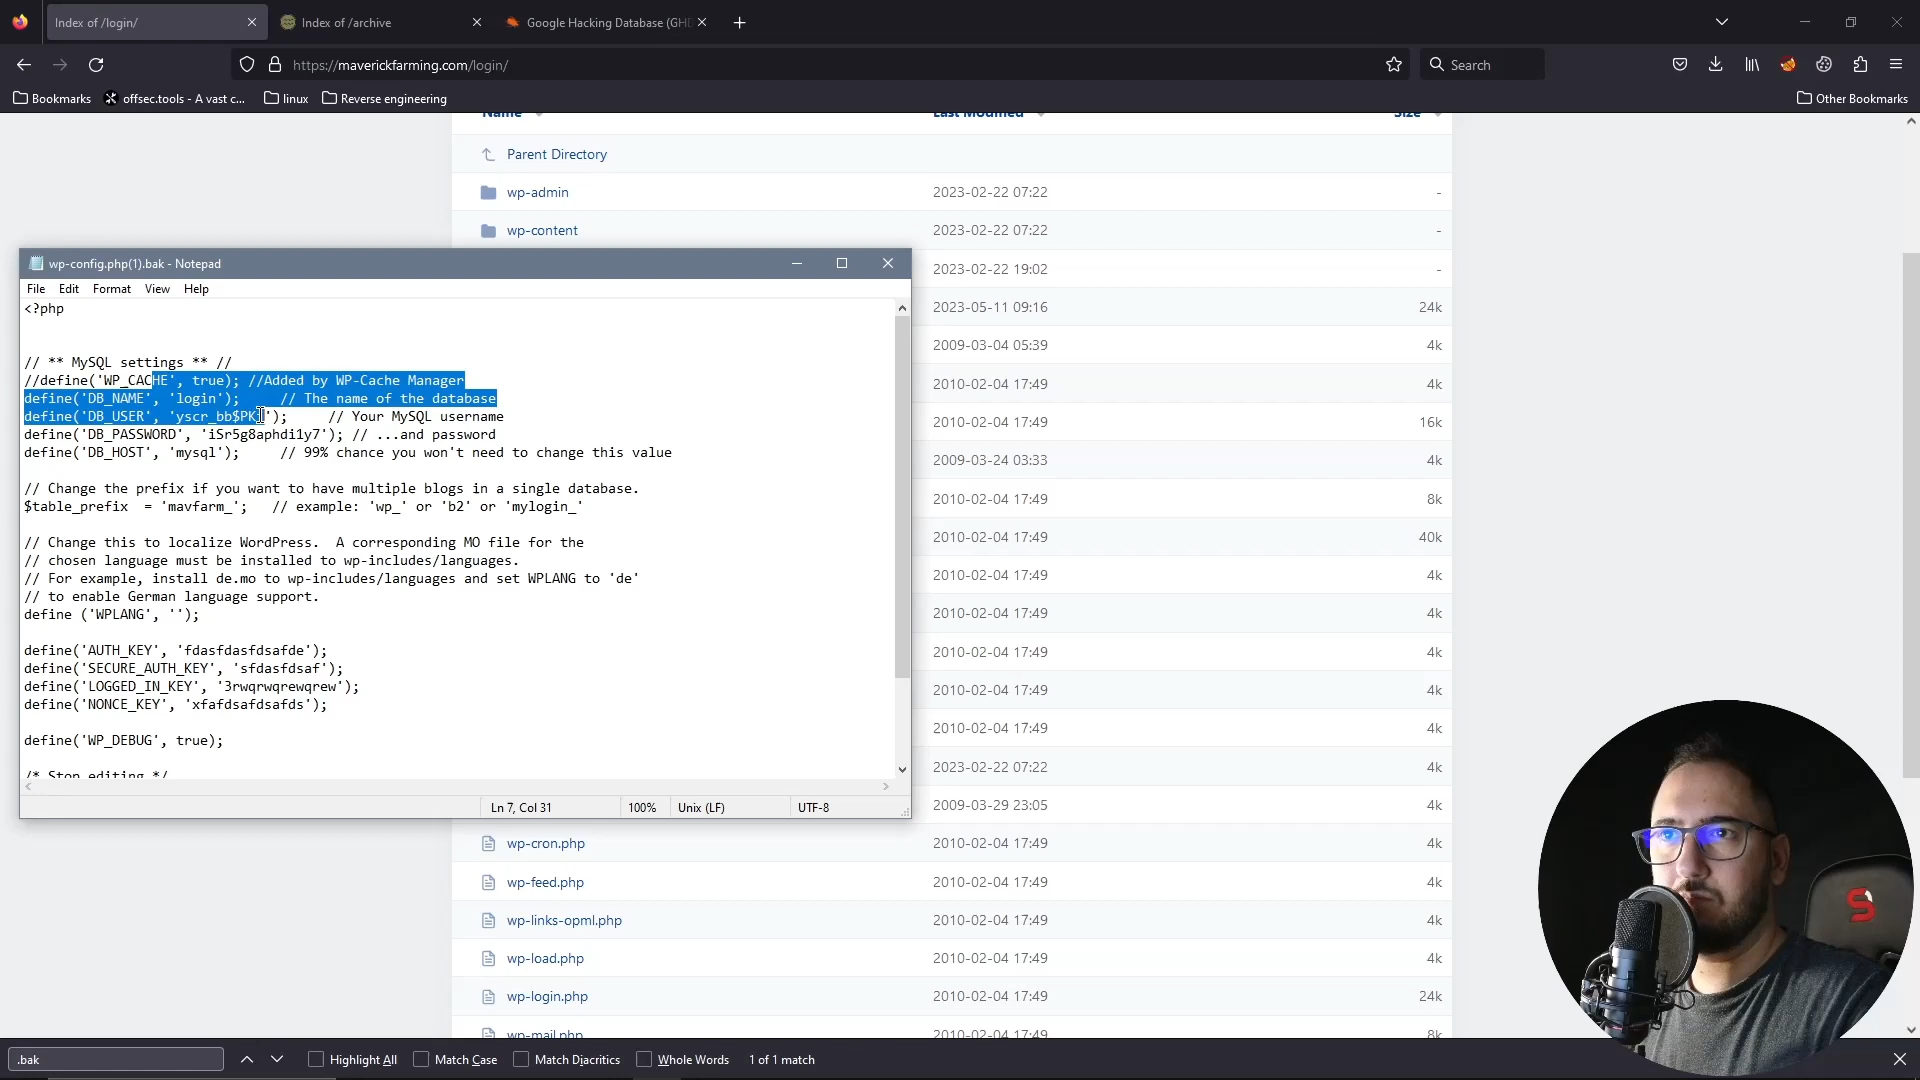 Index of /login/
Index of /archive
Google Hacking Database (GHD
https://maverickfarming.com/login/
Search
Bookmarks
offsec.tools - A vast c...
linux
Reverse engineering
Other Bookmarks
Name
Last Modified
Size
Parent Directory
wp-admin 2023-02-22 07:22 -
wp-content 2023-02-22 07:22 -
2023-02-22 19:02 -
2023-05-11 09:16 24k
2009-03-04 05:39 4k
2010-02-04 17:49 4k
2010-02-04 17:49 16k
2009-03-24 03:33 4k
2010-02-04 17:49 8k
2010-02-04 17:49 40k
2010-02-04 17:49 4k
2010-02-04 17:49 4k
2010-02-04 17:49 4k
2010-02-04 17:49 4k
2010-02-04 17:49 4k
2023-02-22 07:22 4k
2009-03-29 23:05 4k
wp-cron.php 2010-02-04 17:49 4k
wp-feed.php 2010-02-04 17:49 4k
wp-links-opml.php 2010-02-04 17:49 4k
wp-load.php 2010-02-04 17:49 4k
wp-login.php 2010-02-04 17:49 24k
wp-mail.php 2010-02-04 17:49 8k
wp-config.php(1).bak - Notepad
File Edit Format View Help
<?php
// ** MySQL settings ** //
//define('WP_CACHE', true); //Added by WP-Cache Manager
define('DB_NAME', 'login'); // The name of the database
define('DB_USER', // Your MySQL username
define('DB_PASSWORD', 'iSr5g8aphdi1y7'); // ...and password
define('DB_HOST', 'mysql'); // 99% chance you won't need to change this value
// Change the prefix if you want to have multiple blogs in a single database.
$table_prefix = 'mavfarm_'; // example: 'wp_' or 'b2' or 'mylogin_'
// Change this to localize WordPress. A corresponding MO file for the
// chosen language must be installed to wp-includes/languages.
// For example, install de.mo to wp-includes/languages and set WPLANG to 'de'
// to enable German language support.
define ('WPLANG', '');
define('AUTH_KEY', 'fdasfdasfdsafde');
define('SECURE_AUTH_KEY', 'sfdasfdsaf');
define('LOGGED_IN_KEY', '3rwqrwqrewqrew');
define('NONCE_KEY', 'xfafdsafdsafds');
define('WP_DEBUG', true);
/* Stop editing */
Ln 7, Col 31
100%
Unix (LF)
UTF-8
.bak
Highlight All
Match Case
Match Diacritics
Whole Words
1 of 1 match